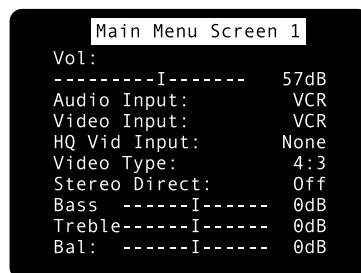 Main Menu Screen 1
Vol:
---------I------- 57dB
Audio Input: VCR
Video Input: VCR
HQ Vid Input: None
Video Type: 4:3
Stereo Direct: Off
Bass ------I------ 0dB
Treble------I------ 0dB
Bal: ------I------ 0dB